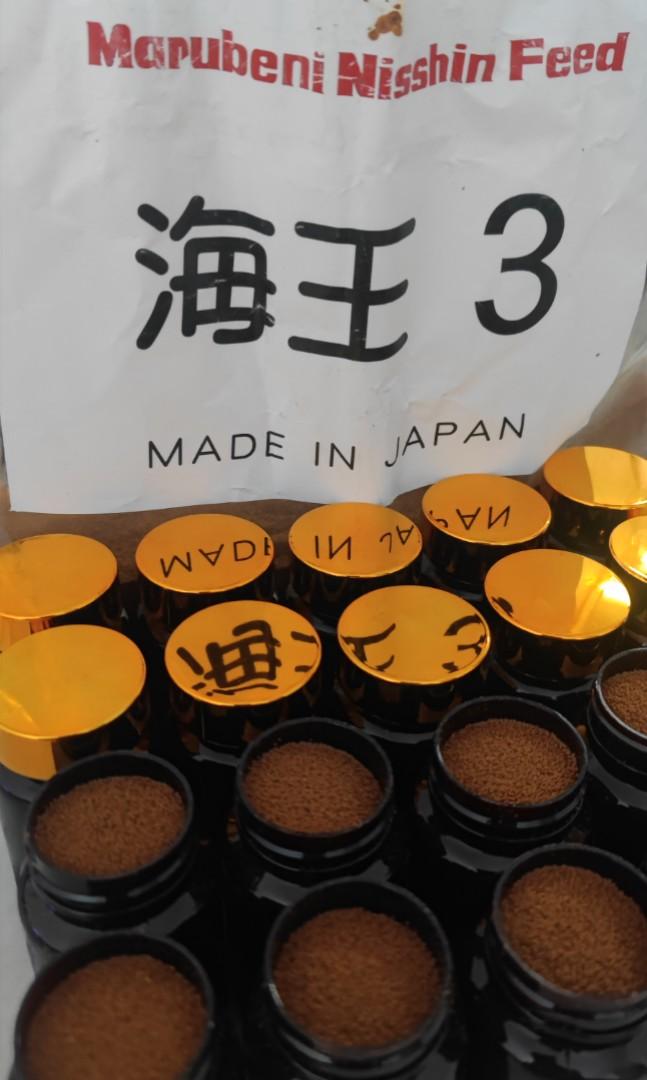 Marubeni Nisshin Feed
海王 3
MADE IN JAPAN